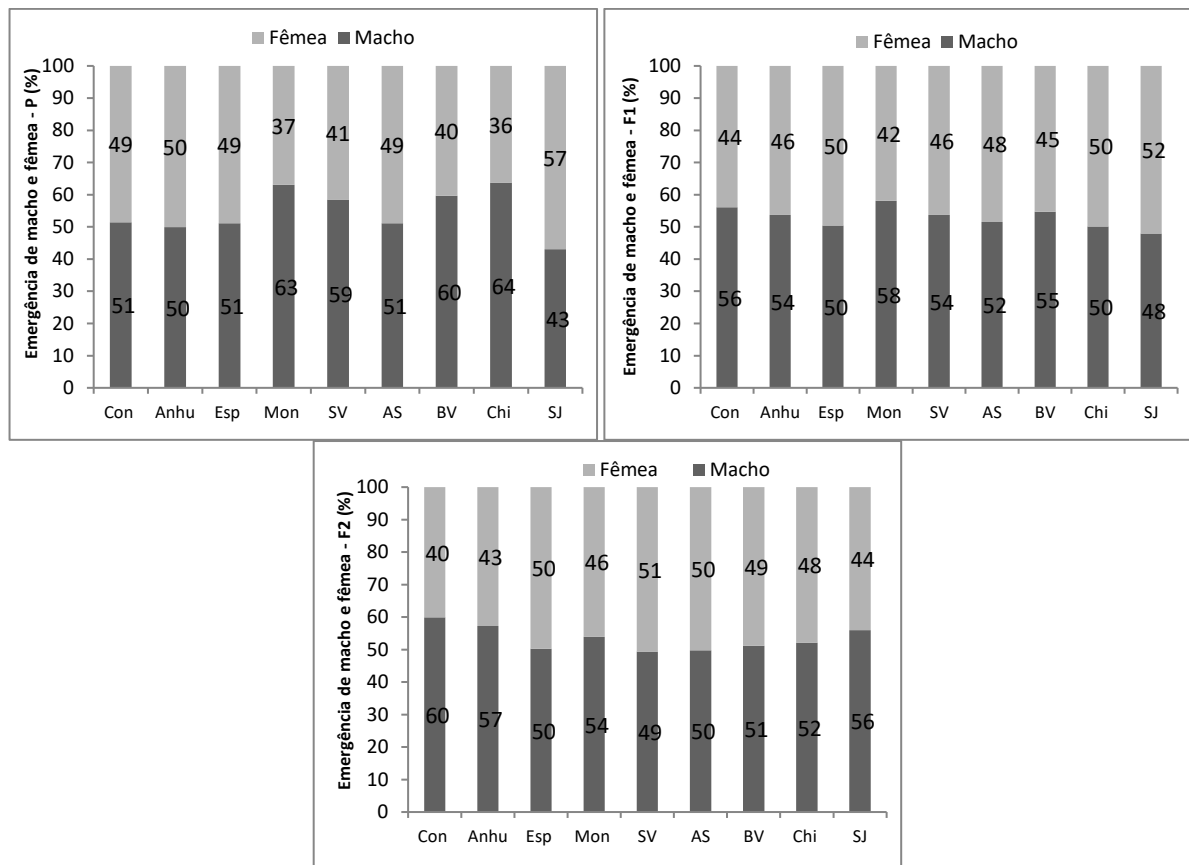 Fêmea Macho
Emergência de macho e fêmea - P (%)
100
90
80
70
60
50
40
30
20
10
0
49 50 49 37 41 49 40 36 57
51 50 51 63 59 51 60 64 43
Con Anhu Esp Mon SV AS BV Chi SJ
Fêmea Macho
Emergência de macho e fêmea - F1 (%)
100
90
80
70
60
50
40
30
20
10
0
44 46 50 42 46 48 45 50 52
56 54 50 58 54 52 55 50 48
Con Anhu Esp Mon SV AS BV Chi SJ
Fêmea Macho
Emergência de macho e fêmea - F2 (%)
100
90
80
70
60
50
40
30
20
10
0
40 43 50 46 51 50 49 48 44
60 57 50 54 49 50 51 52 56
Con Anhu Esp Mon SV AS BV Chi SJ